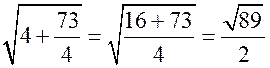 √(4 + 73/4) = √((16 + 73)/4) = √89/2